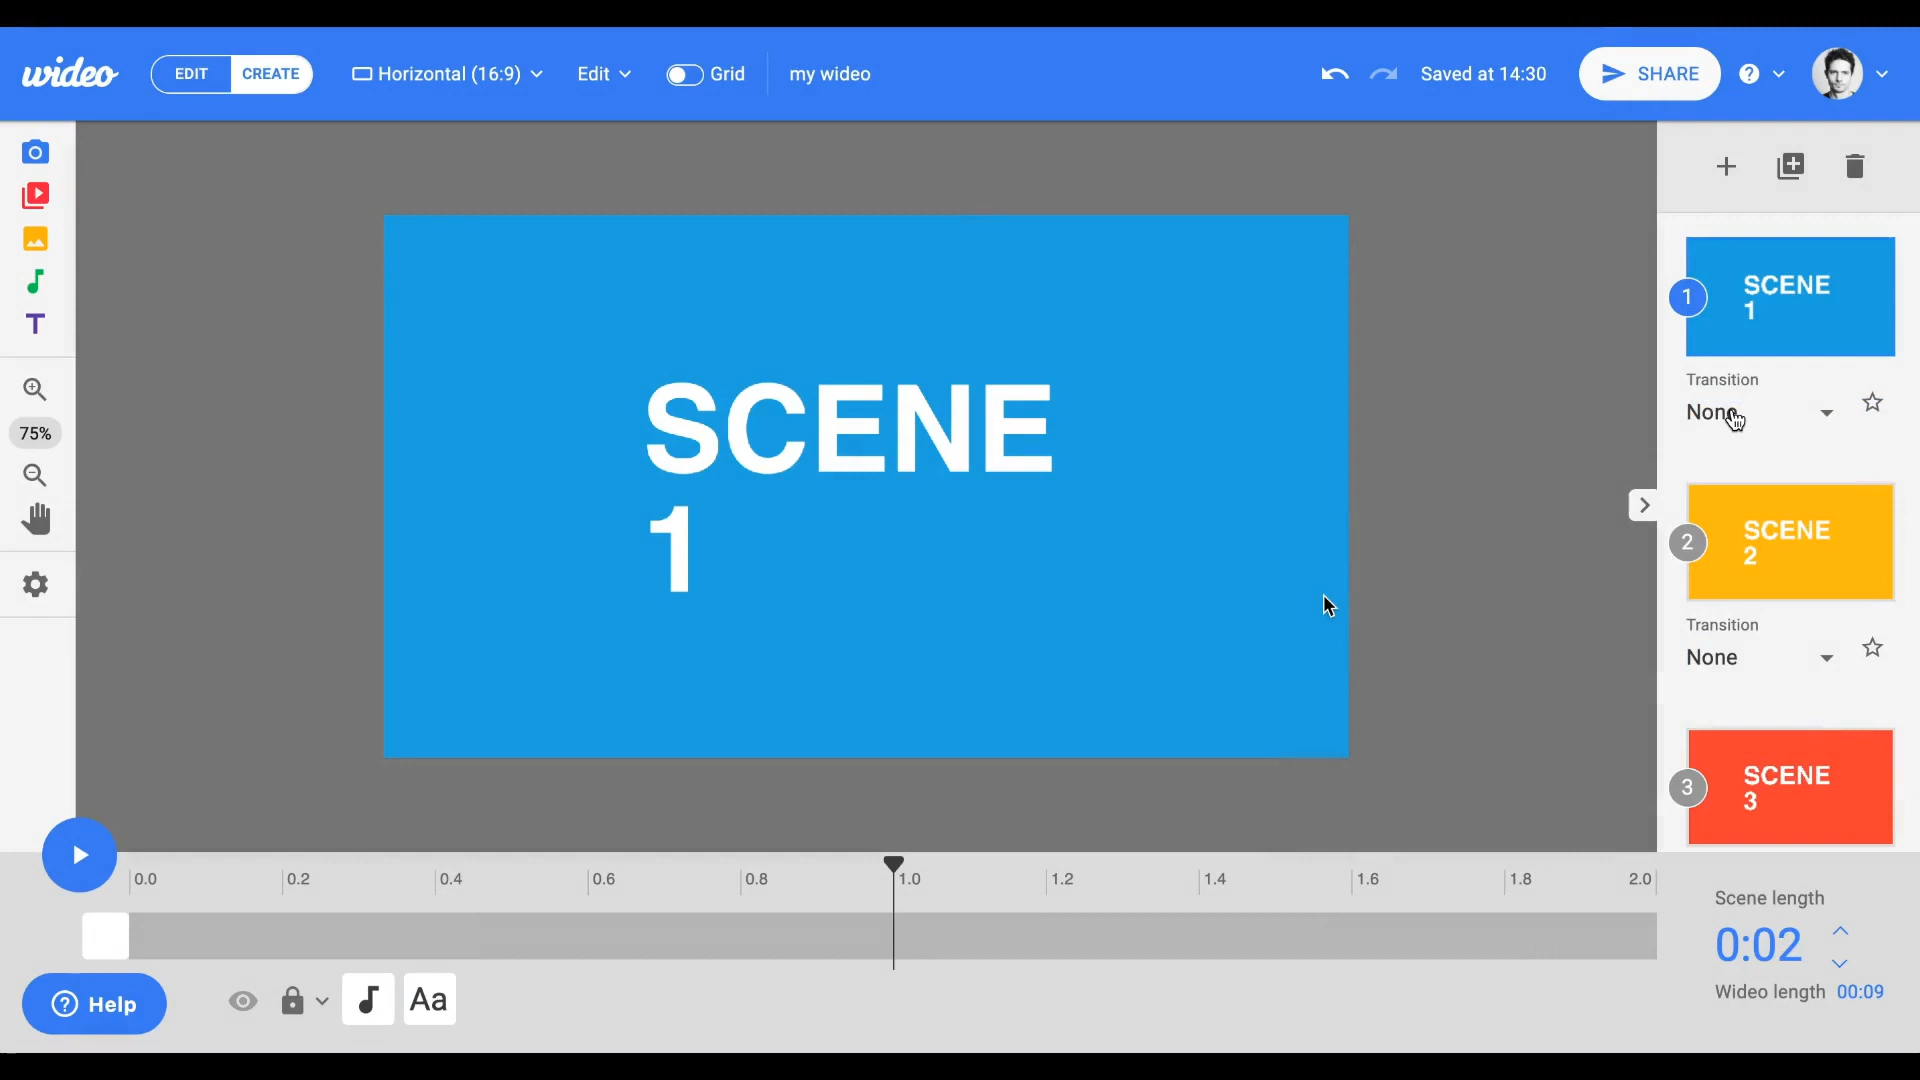 wideo
EDIT
CREATE
Horizontal (16:9)
Edit
Grid
my wideo
Saved at 14:30
SHARE
?
T
75%
SCENE
1
1
SCENE
1
Transition
None
2
SCENE
2
Transition
None
3
SCENE
3
0.0
0.2
0.4
0.6
0.8
1.0
1.2
1.4
1.6
1.8
2.0
Scene length
0:02
Wideo length 00:09
? Help
Aa